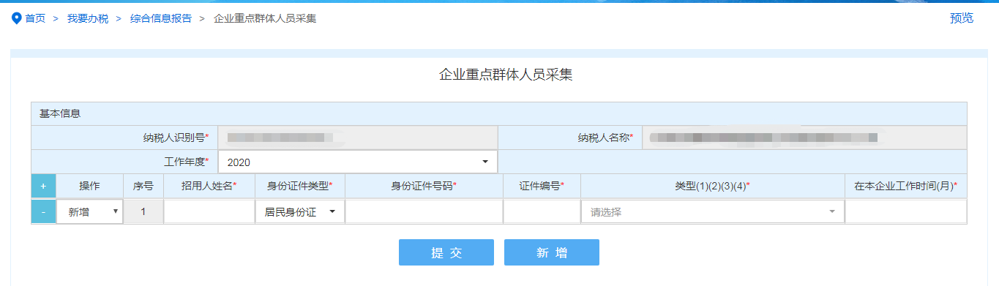 首页 > 我要办税 > 综合信息报告 > 企业重点群体人员采集 预览
企业重点群体人员采集
基本信息
纳税人识别号* 纳税人名称*
工作年度* 2020
+ 操作 序号 招用人姓名* 身份证件类型* 身份证件号码* 证件编号* 类型(1)(2)(3)(4)* 在本企业工作时间(月)*
- 新增 1 居民身份证 请选择
提交 新增